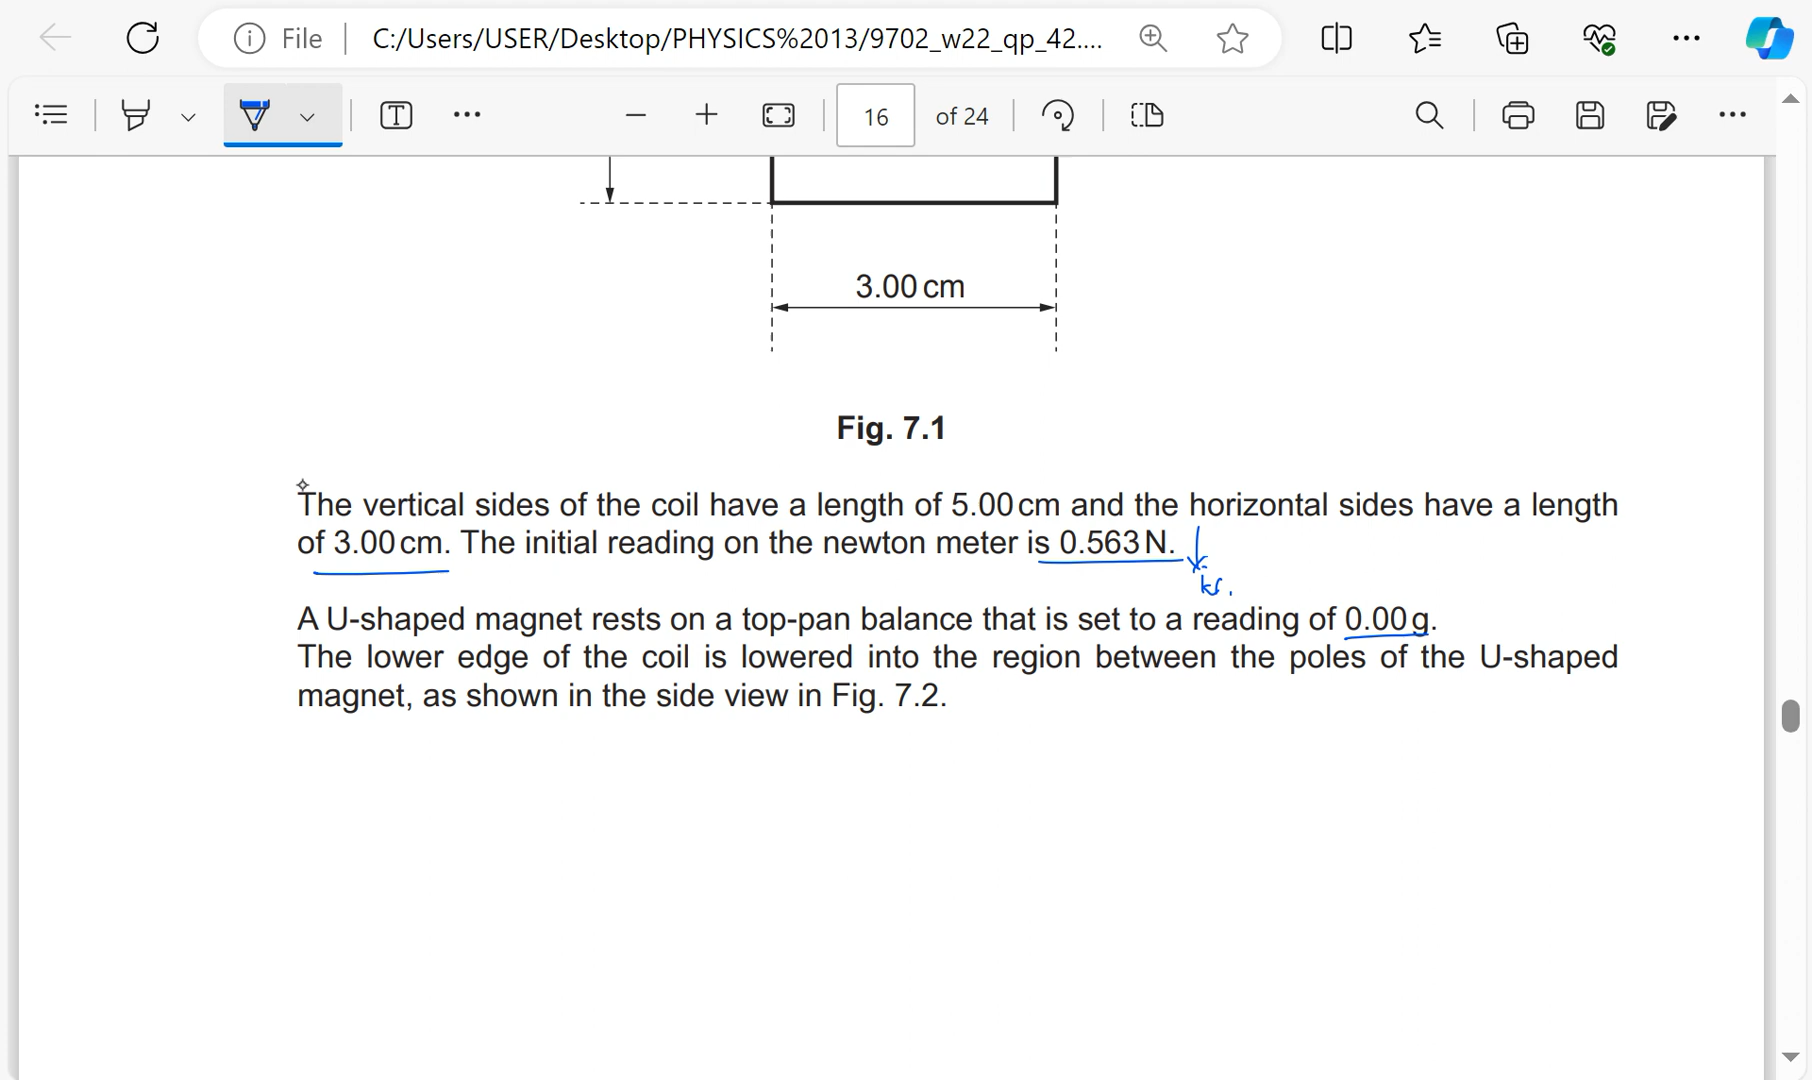 File
C:/Users/USER/Desktop/PHYSICS%2013/9702_w22_qp_42....
16 of 24
3.00 cm
Fig. 7.1
The vertical sides of the coil have a length of 5.00 cm and the horizontal sides have a length
of 3.00 cm. The initial reading on the newton meter is 0.563 N.
A U-shaped magnet rests on a top-pan balance that is set to a reading of 0.00 g.
The lower edge of the coil is lowered into the region between the poles of the U-shaped
magnet, as shown in the side view in Fig. 7.2.